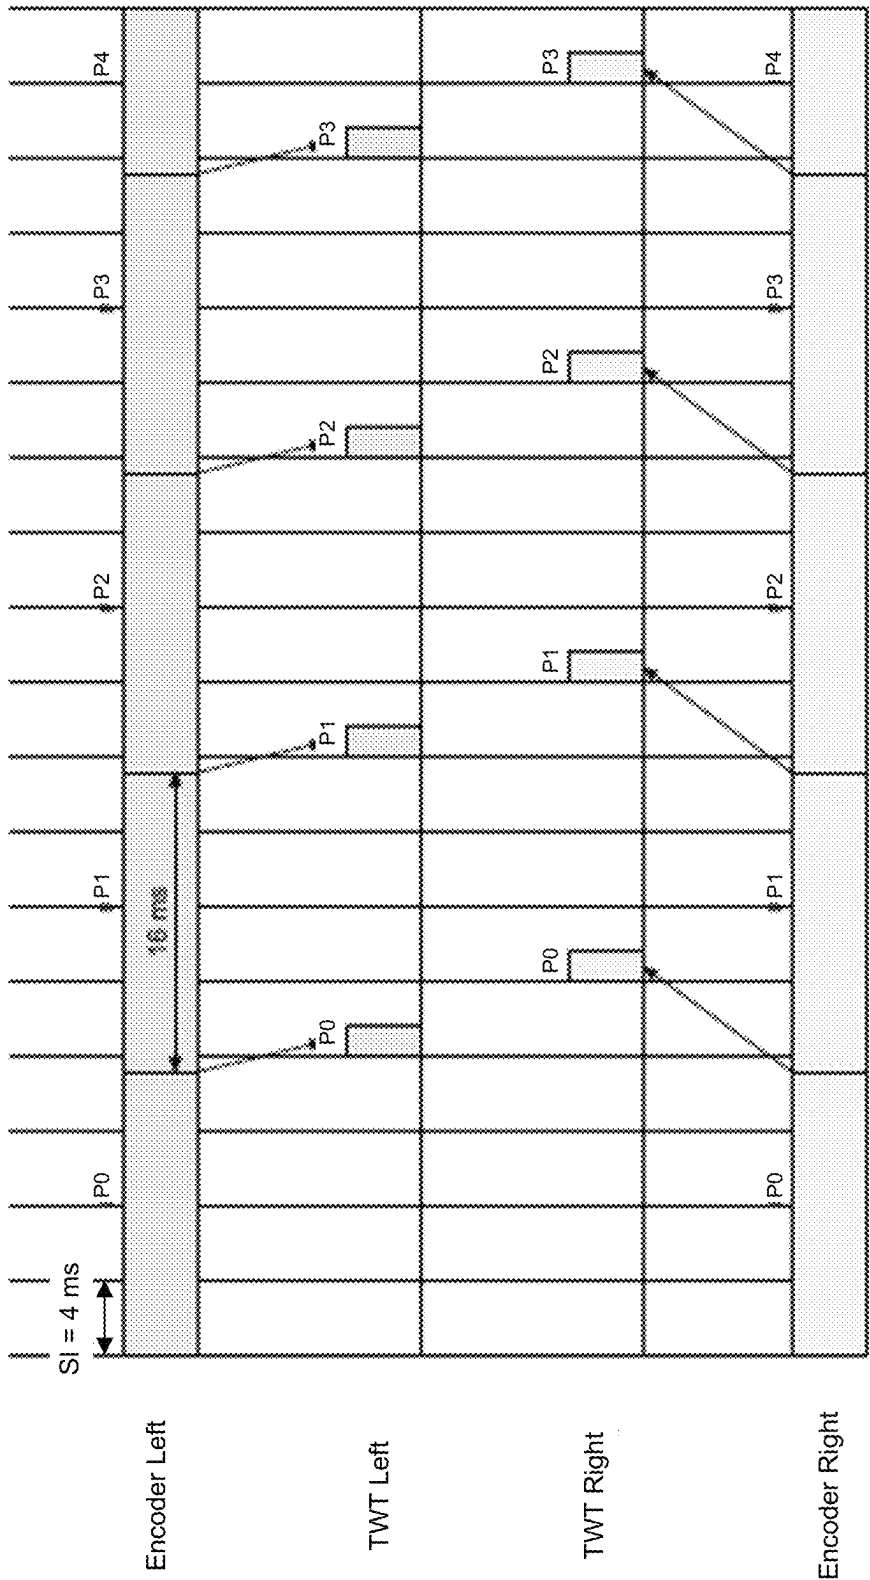 SI = 4 ms
P0
P1
P2
P3
P4
Encoder Left
16 ms
TWT Left
P0
P1
P2
P3
TWT Right
P0
P1
P2
P3
P0
P1
P2
P3
P4
Encoder Right